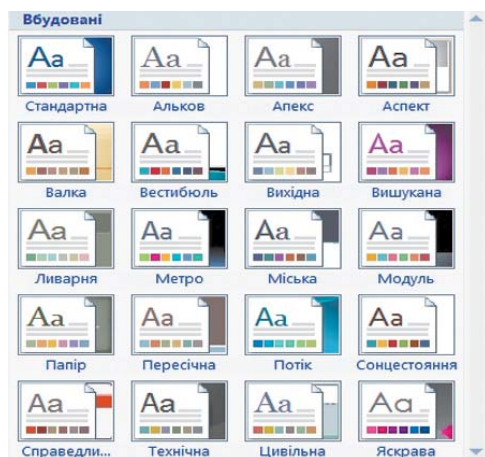 Вбудовані
Aa Aa Aa Aa
Стандартна Альков Апекс Аспект
Aa Aa Aa Aa
Валка Вестибюль Вихідна Вишукана
Aa Aa Aa Aa
Ливарня Метро Міська Модуль
Aa Aa Aa Aa
Папір Пересічна Потік Сонцестояння
Aa Aa Aa Aa
Справедли... Технічна Цивільна Яскрава